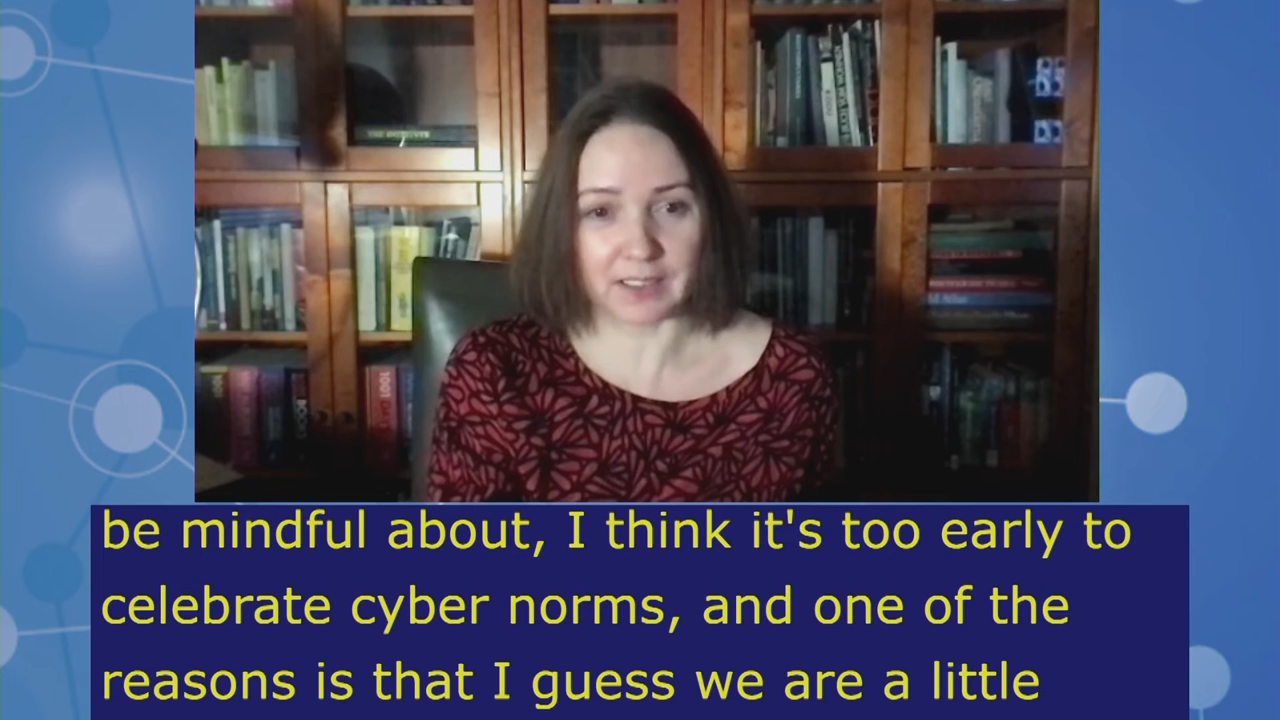 be mindful about, I think it's too early to
celebrate cyber norms, and one of the
reasons is that I guess we are a little